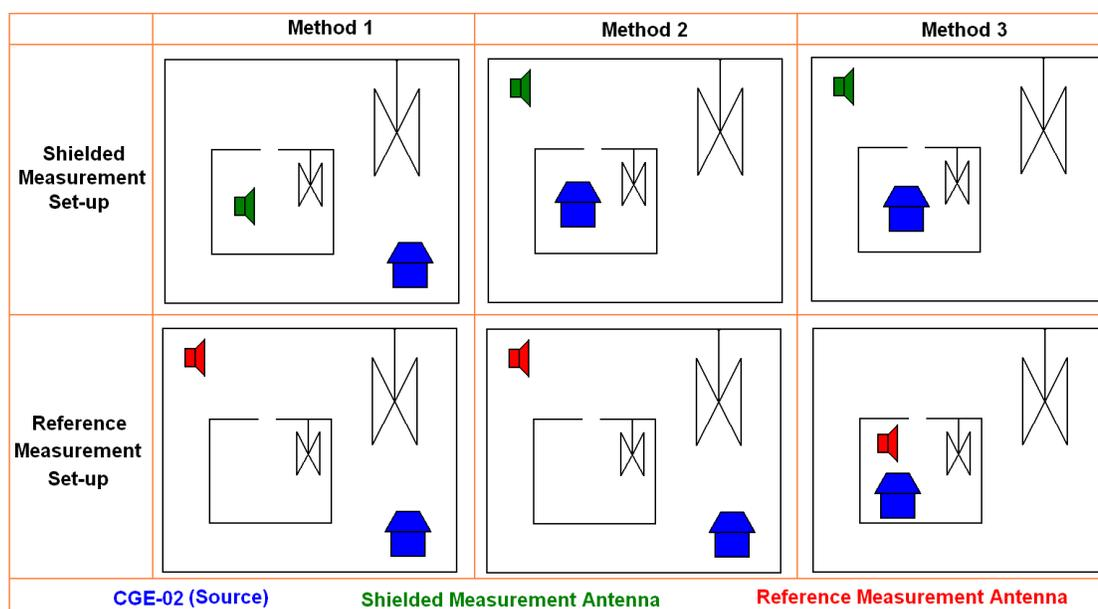 Method 1
Method 2
Method 3
Shielded
Measurement
Set-up
Reference
Measurement
Set-up
CGE-02 (Source)
Shielded Measurement Antenna
Reference Measurement Antenna